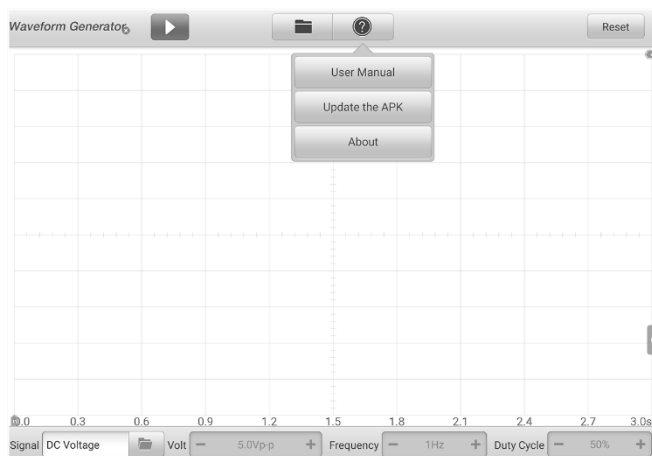 Waveform Generator
Reset
User Manual
Update the APK
About
0.0 0.3 0.6 0.9 1.2 1.5 1.8 2.1 2.4 2.7 3.0s
Signal DC Voltage Volt − 5.0Vp-p + Frequency − 1Hz + Duty Cycle − 50% +